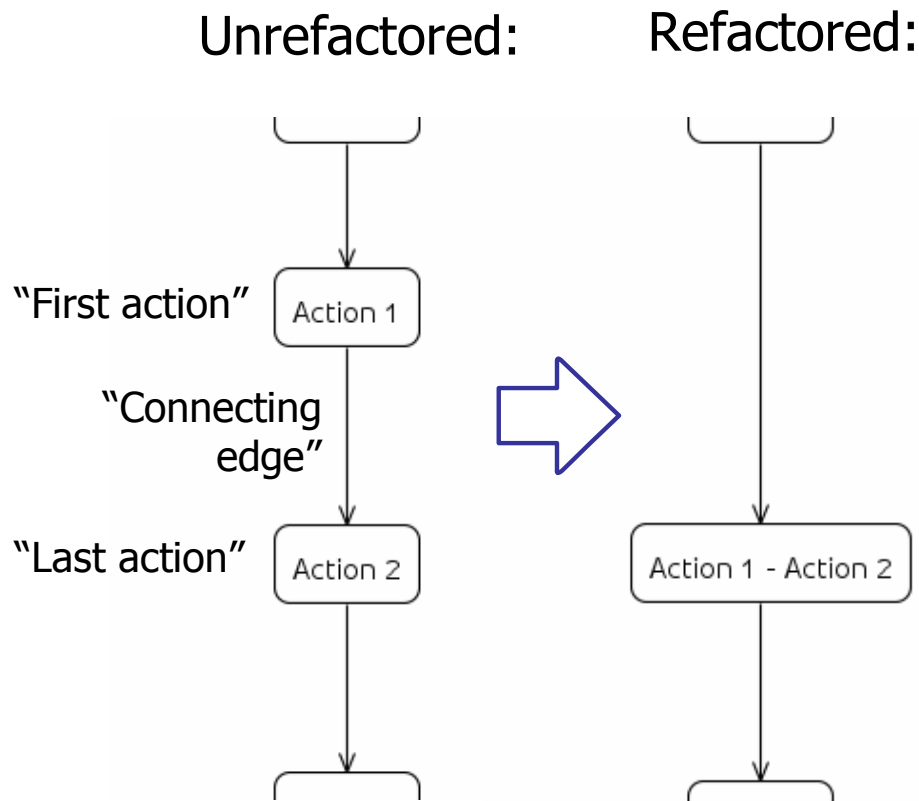 Unrefactored:
Refactored:
“First action”
Action 1
“Connecting
edge”
“Last action”
Action 2
Action 1 - Action 2